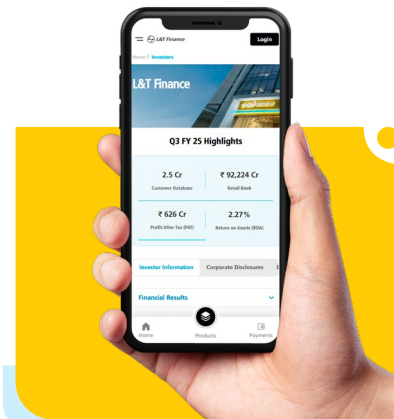 L&T Finance
Login
Home / Investors
L&T Finance
Q3 FY 25 Highlights
2.5 Cr
Customer Database
₹ 92,224 Cr
Retail Book
₹ 626 Cr
Profit After Tax (PAT)
2.27%
Return on Assets (ROA)
Investor Information
Corporate Disclosures
Financial Results
Home
Products
Payments